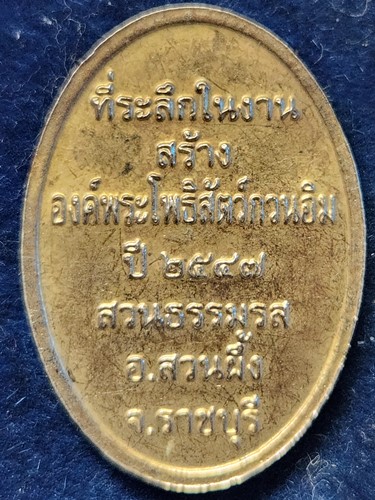 ที่ระลึกในงาน
สร้าง
องค์พระโพธิสัตว์กวนอิม
ปี ๒๕๔๗
สวนธรรมรส
อ.สวนผึ้ง
จ.ราชบุรี